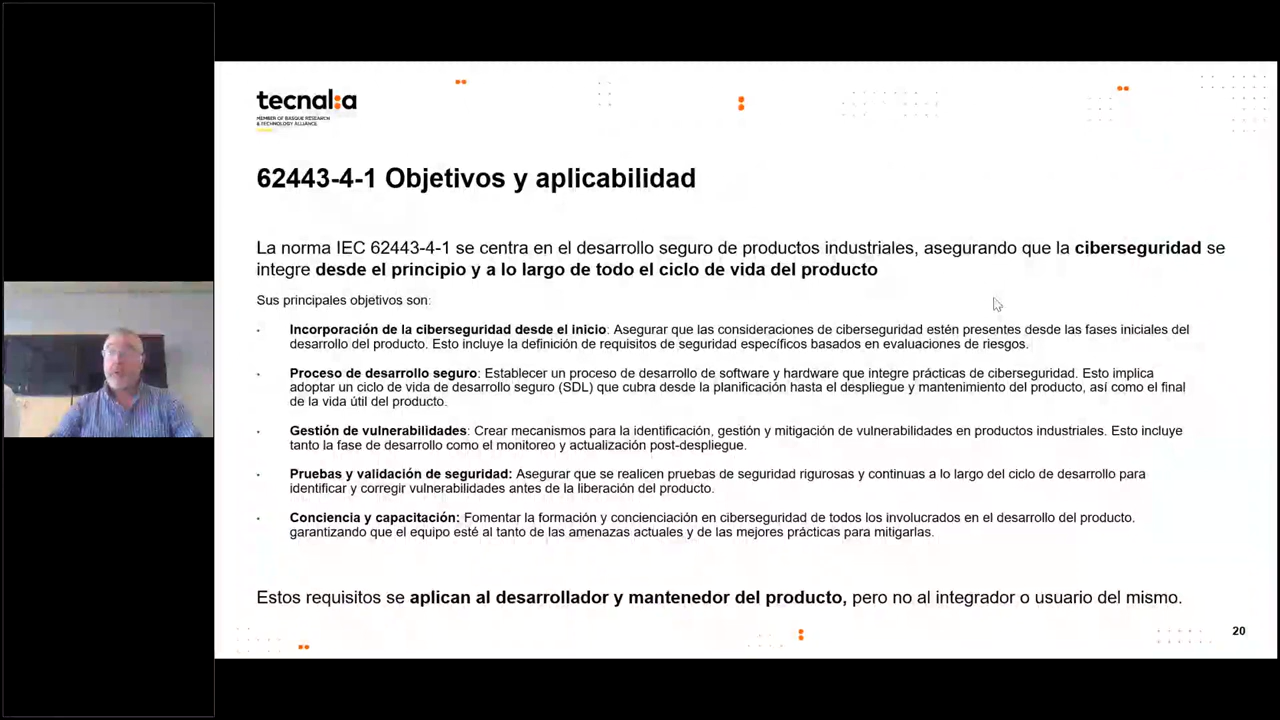 tecnal:a
MEMBER OF BASQUE RESEARCH
& TECHNOLOGY ALLIANCE
62443-4-1 Objetivos y aplicabilidad
La norma IEC 62443-4-1 se centra en el desarrollo seguro de productos industriales, asegurando que la ciberseguridad se
integre desde el principio y a lo largo de todo el ciclo de vida del producto
Sus principales objetivos son:
• Incorporación de la ciberseguridad desde el inicio: Asegurar que las consideraciones de ciberseguridad estén presentes desde las fases iniciales del
desarrollo del producto. Esto incluye la definición de requisitos de seguridad específicos basados en evaluaciones de riesgos.
• Proceso de desarrollo seguro: Establecer un proceso de desarrollo de software y hardware que integre prácticas de ciberseguridad. Esto implica
adoptar un ciclo de vida de desarrollo seguro (SDL) que cubra desde la planificación hasta el despliegue y mantenimiento del producto, así como el final
de la vida útil del producto.
• Gestión de vulnerabilidades: Crear mecanismos para la identificación, gestión y mitigación de vulnerabilidades en productos industriales. Esto incluye
tanto la fase de desarrollo como el monitoreo y actualización post-despliegue.
• Pruebas y validación de seguridad: Asegurar que se realicen pruebas de seguridad rigurosas y continuas a lo largo del ciclo de desarrollo para
identificar y corregir vulnerabilidades antes de la liberación del producto.
• Conciencia y capacitación: Fomentar la formación y concienciación en ciberseguridad de todos los involucrados en el desarrollo del producto.
garantizando que el equipo esté al tanto de las amenazas actuales y de las mejores prácticas para mitigarlas.
Estos requisitos se aplican al desarrollador y mantenedor del producto, pero no al integrador o usuario del mismo.
20